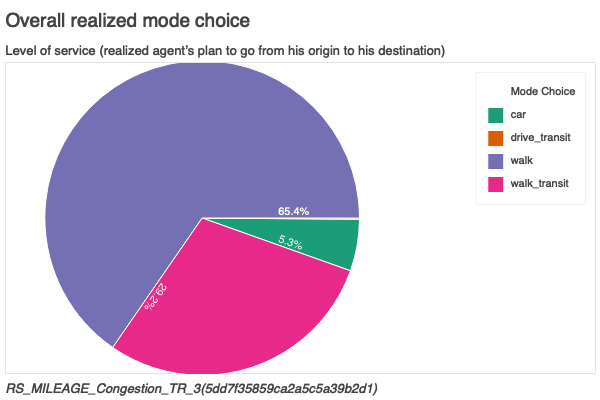 Overall realized mode choice
Level of service (realized agent's plan to go from his origin to his destination)
Mode Choice
car
drive_transit
walk
walk_transit
65.4%
5.3%
29.2%
RS_MILEAGE_Congestion_TR_3(5dd7f35859ca2a5c5a39b2d1)